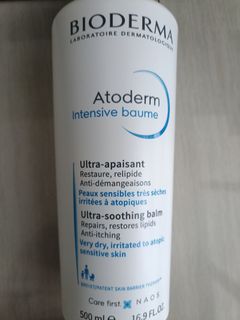 BIODERMA
LABORATOIRE DERMATOLOGIQUE
Atoderm
Intensive baume
Ultra-apaisant
Restaure, relipide
Anti-démangeaisons
Peaux sensibles très sèches
irritées à atopiques
Ultra-soothing balm
Repairs, restores lipids
Anti-itching
Very dry, irritated to atopic
sensitive skin
Care first. NAOS
500 ml e 16.9 FL.OZ.